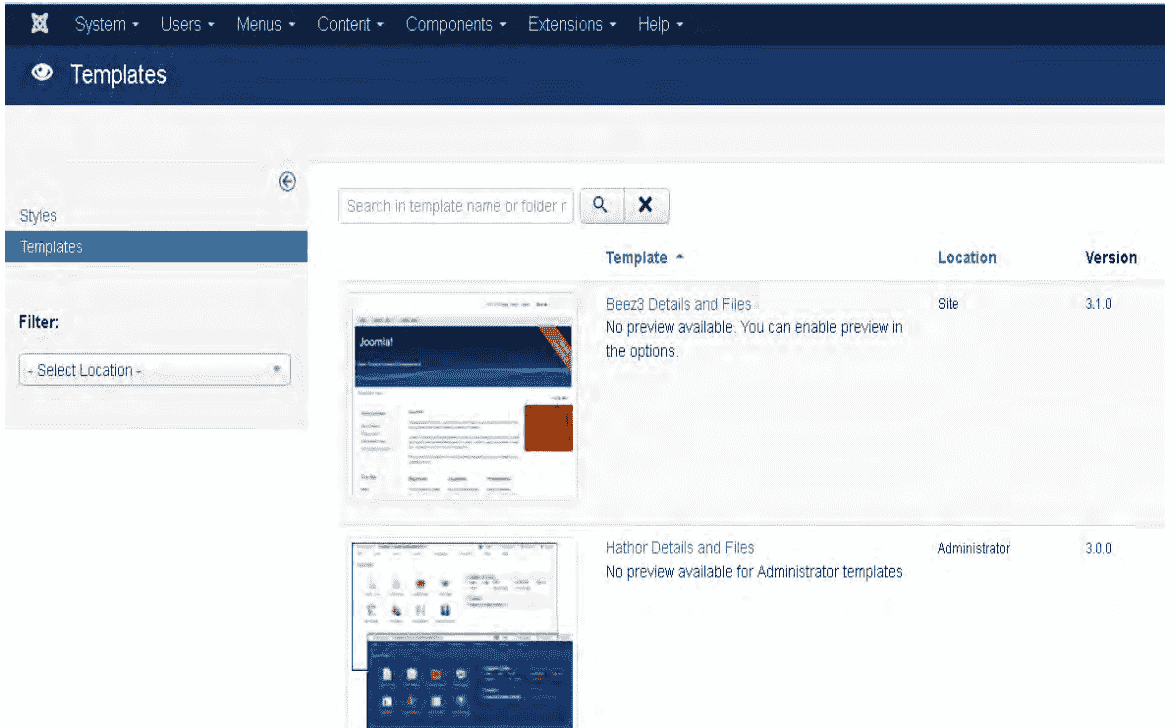 System Users Menus Content Components Extensions Help
Templates
Styles
Templates
Filter:
- Select Location -
Search in template name or folder r
Template Location Version
Joomla!
Beez3 Details and Files Site 3.1.0
No preview available. You can enable preview in
the options.
Hathor Details and Files Administrator 3.0.0
No preview available for Administrator templates